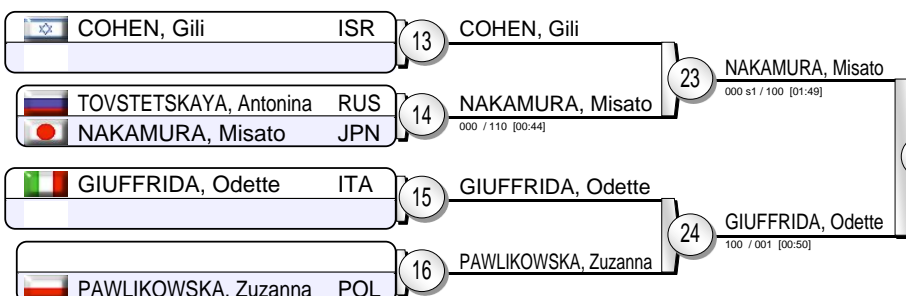 COHEN, Gili ISR
13
COHEN, Gili
TOVSTETSKAYA, Antonina RUS
NAKAMURA, Misato JPN
14
NAKAMURA, Misato
000 / 110 [00:44]
23
NAKAMURA, Misato
000 s1 / 100 [01:49]
GIUFFRIDA, Odette ITA
15
GIUFFRIDA, Odette
PAWLIKOWSKA, Zuzanna POL
16
PAWLIKOWSKA, Zuzanna
24
GIUFFRIDA, Odette
100 / 001 [00:50]